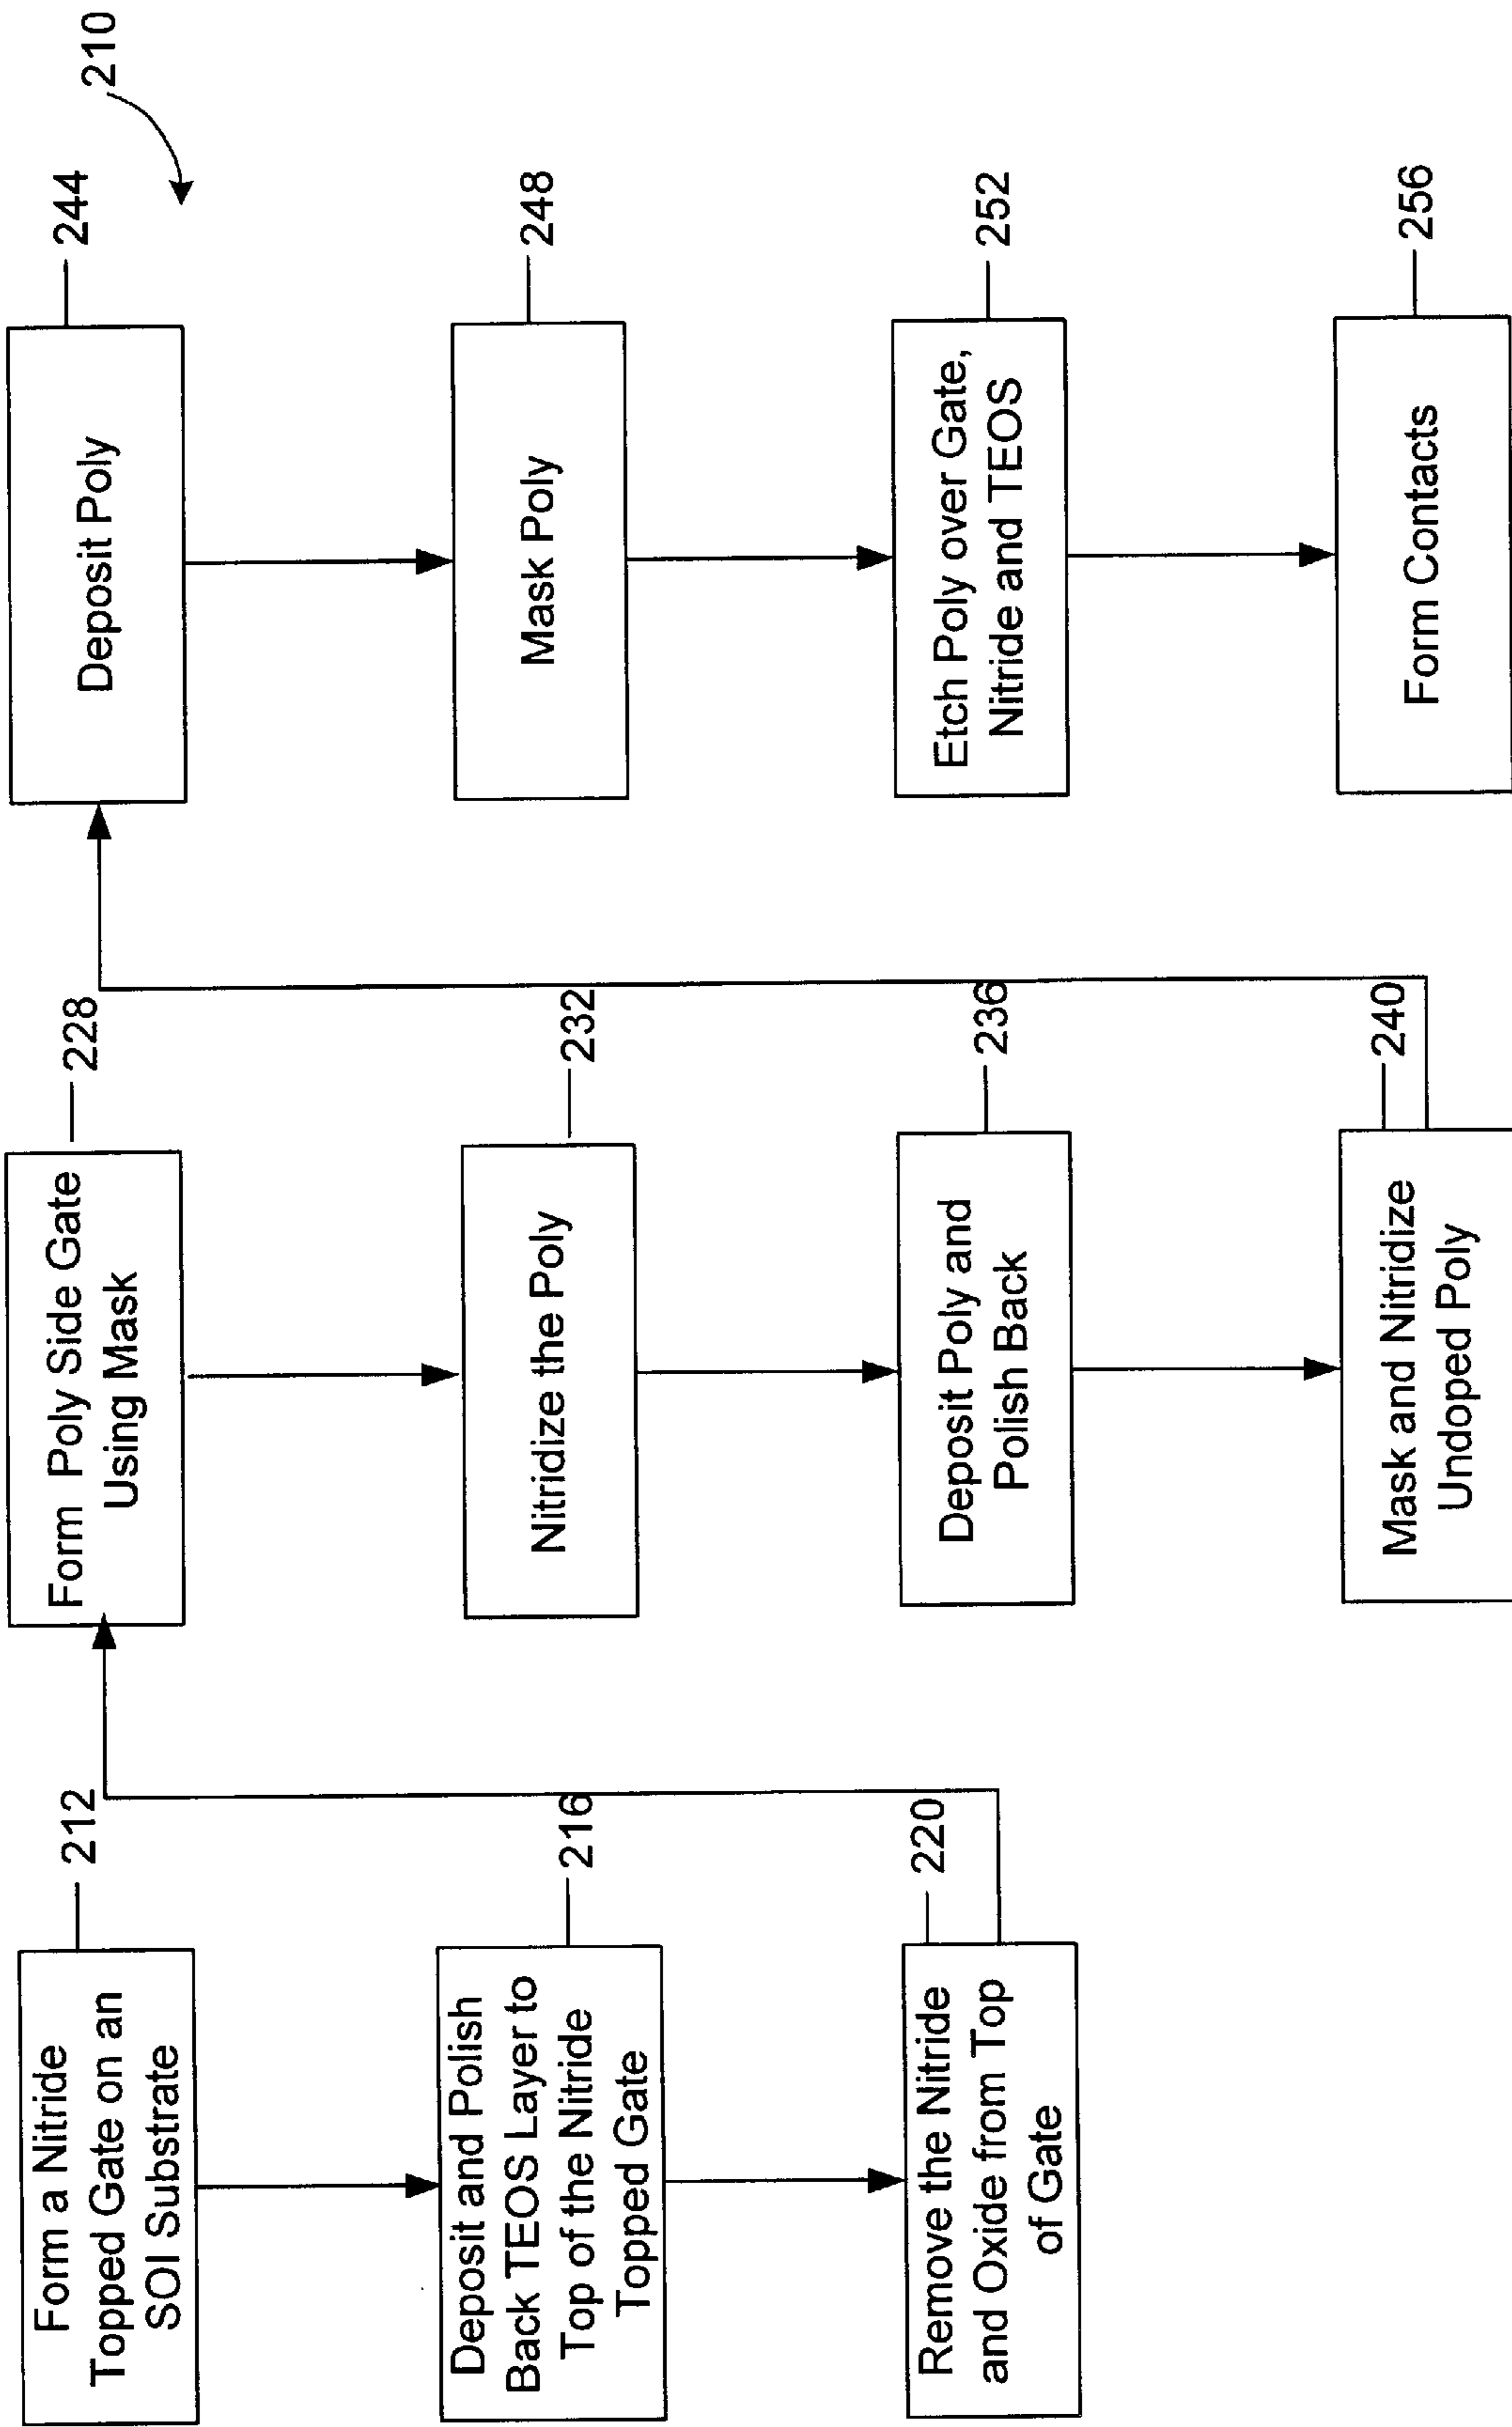 210
Form a Nitride
Topped Gate on an
SOI Substrate
212
Deposit and Polish
Back TEOS Layer to
Top of the Nitride
Topped Gate
216
Remove the Nitride
and Oxide from Top
of Gate
220
Form Poly Side Gate
Using Mask
228
Nitridize the Poly
232
Deposit Poly and
Polish Back
236
Mask and Nitridize
Undoped Poly
240
Deposit Poly
244
Mask Poly
248
Etch Poly over Gate,
Nitride and TEOS
252
Form Contacts
256